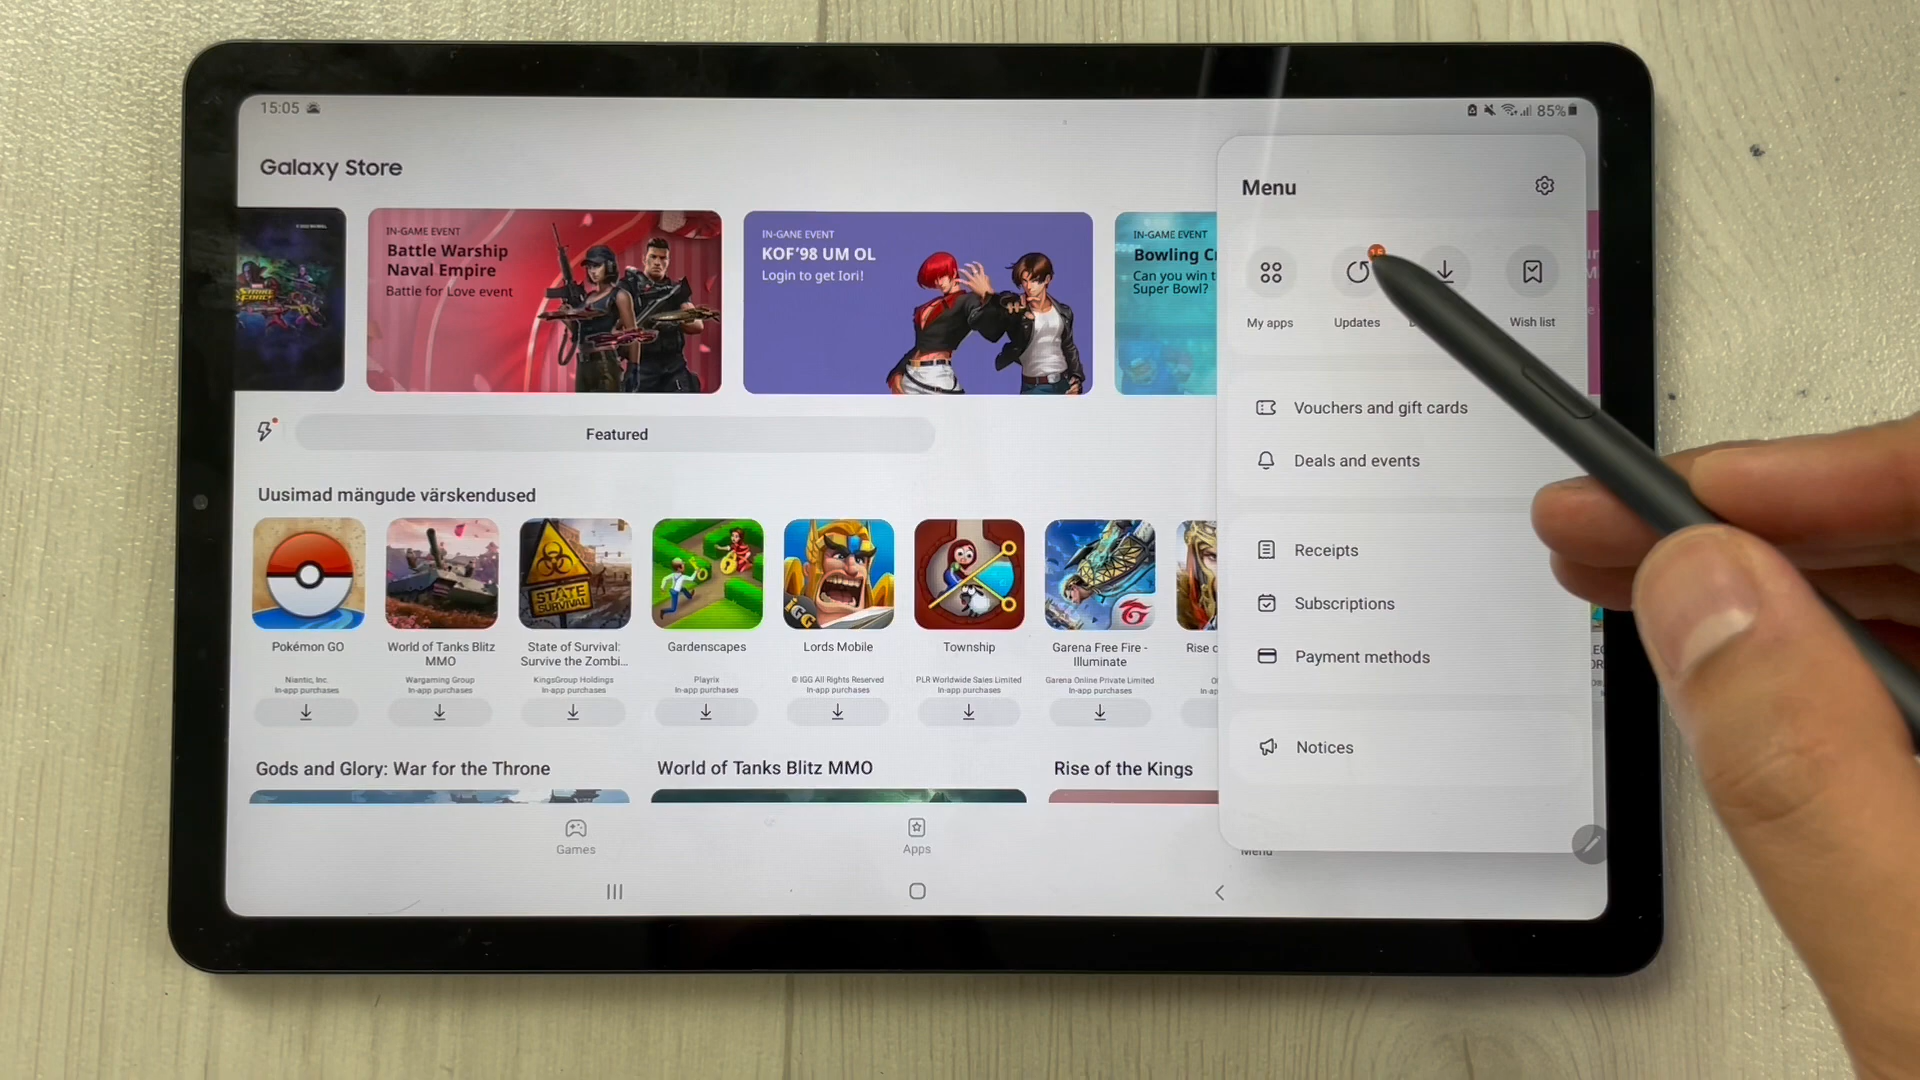 15:05
85%
Galaxy Store
IN-GAME EVENT
Battle Warship
Naval Empire
Battle for Love event
IN-GANE EVENT
KOF'98 UM OL
Login to get Iori!
IN-GAME EVENT
Bowling C
Can you win t
Super Bowl?
Menu
15
My apps
Updates
Wish list
Vouchers and gift cards
Deals and events
Receipts
Subscriptions
Payment methods
Notices
Featured
Uusimad mängude värskendused
STATE
SURVIVAL
IGG
Pokémon GO
Niantic, Inc.
In-app purchases
World of Tanks Blitz
MMO
Wargaming Group
In-app purchases
State of Survival:
Survive the Zombi...
KingsGroup Holdings
In-app purchases
Gardenscapes
Playrix
In-app purchases
Lords Mobile
© IGG All Rights Reserved
In-app purchases
Township
PLR Worldwide Sales Limited
In-app purchases
Garena Free Fire -
Illuminate
Garena Online Private Limited
In-app purchases
Rise o
Gods and Glory: War for the Throne
World of Tanks Blitz MMO
Rise of the Kings
Games
Apps
Menu